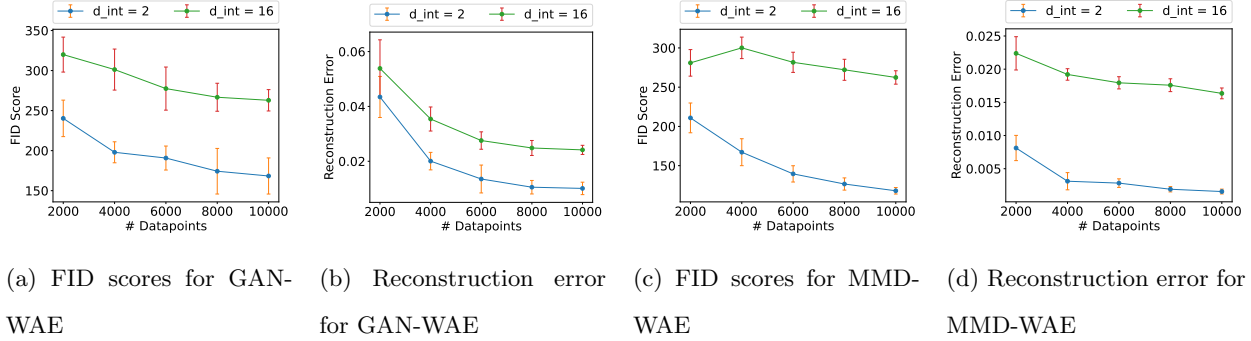 d_int = 2 d_int = 16
350
300
250
200
150
FID Score
2000 4000 6000 8000 10000
# Datapoints
d_int = 2 d_int = 16
0.06
0.04
0.02
Reconstruction Error
2000 4000 6000 8000 10000
# Datapoints
d_int = 2 d_int = 16
300
250
200
150
FID Score
2000 4000 6000 8000 10000
# Datapoints
d_int = 2 d_int = 16
0.025
0.020
0.015
0.010
0.005
Reconstruction Error
2000 4000 6000 8000 10000
# Datapoints
(a) FID scores for GAN-
WAE
(b) Reconstruction error
for GAN-WAE
(c) FID scores for MMD-
WAE
(d) Reconstruction error for
MMD-WAE